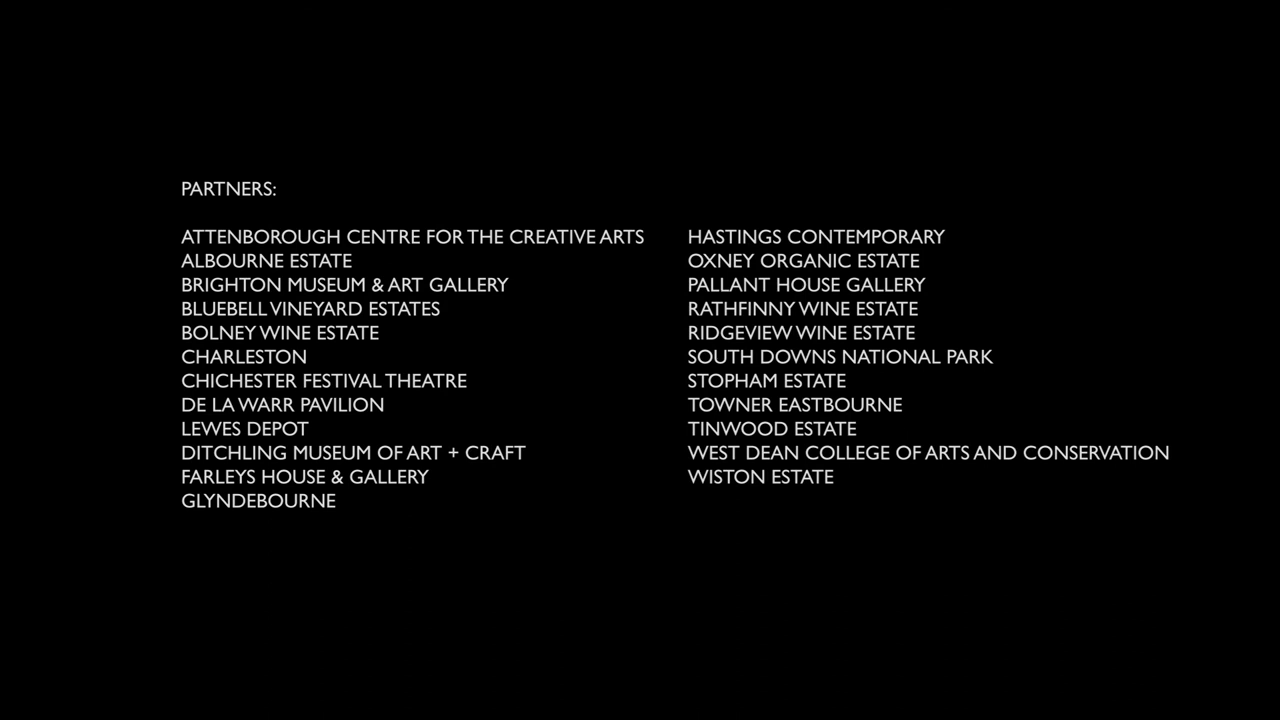 PARTNERS:
ATTENBOROUGH CENTRE FOR THE CREATIVE ARTS
ALBOURNE ESTATE
BRIGHTON MUSEUM & ART GALLERY
BLUEBELL VINEYARD ESTATES
BOLNEY WINE ESTATE
CHARLESTON
CHICHESTER FESTIVAL THEATRE
DE LA WARR PAVILION
LEWES DEPOT
DITCHLING MUSEUM OF ART + CRAFT
FARLEYS HOUSE & GALLERY
GLYNDEBOURNE
HASTINGS CONTEMPORARY
OXNEY ORGANIC ESTATE
PALLANT HOUSE GALLERY
RATHFINNY WINE ESTATE
RIDGEVIEW WINE ESTATE
SOUTH DOWNS NATIONAL PARK
STOPHAM ESTATE
TOWNER EASTBOURNE
TINWOOD ESTATE
WEST DEAN COLLEGE OF ARTS AND CONSERVATION
WISTON ESTATE